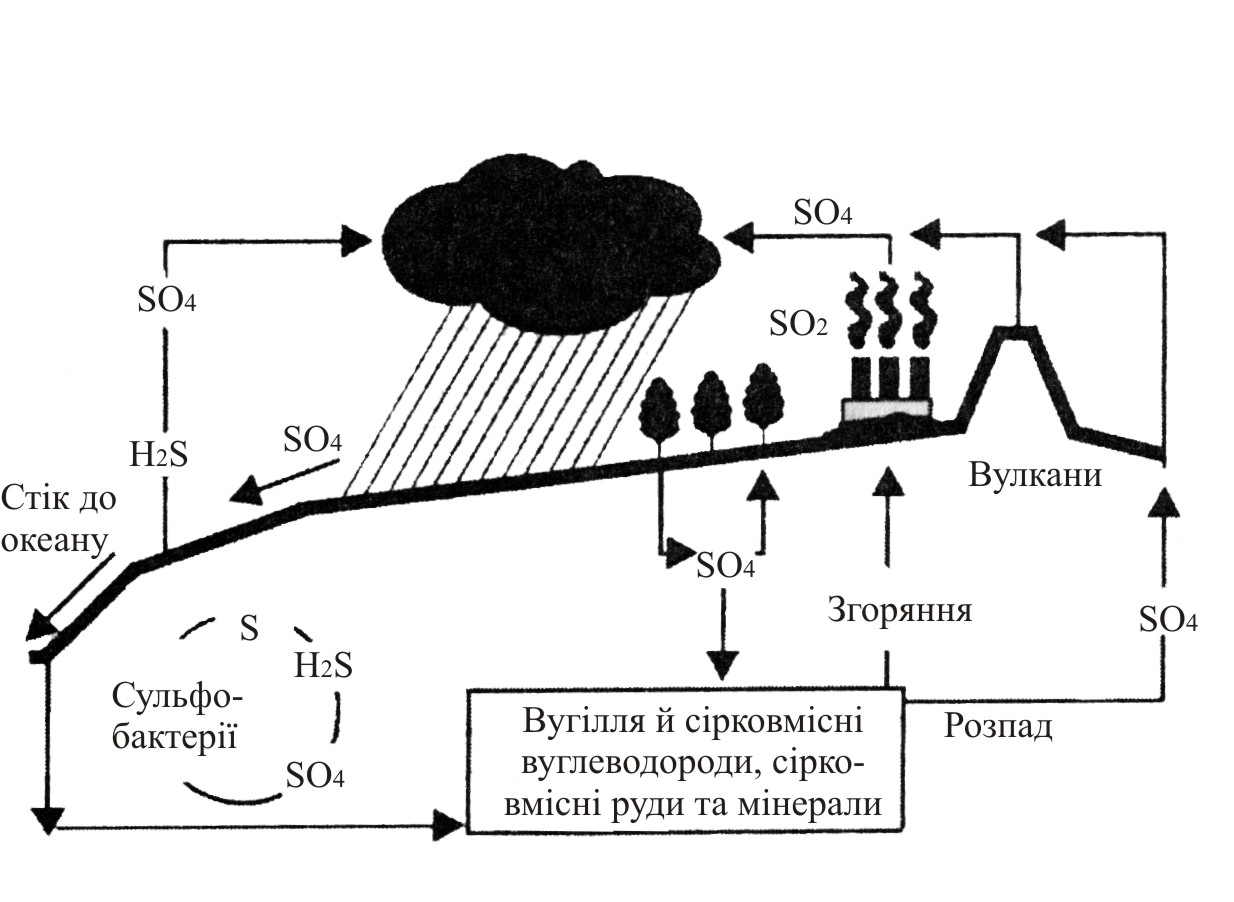 SO4
SO4
SO2
SO4
H2S
Вулкани
Стік до
океану
SO4
Згоряння
SO4
S
H2S
Сульфо-
бактерії
SO4
Вугілля й сірковмісні
вуглеводороди, сірко-
вмісні руди та мінерали
Розпад